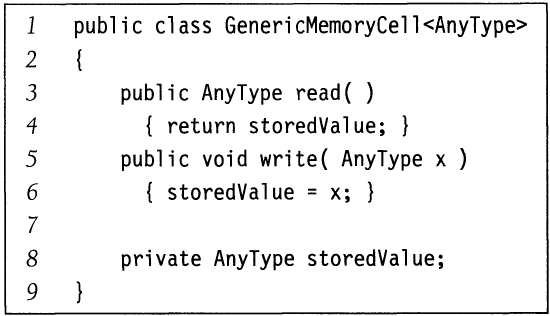 1 public class GenericMemoryCell<AnyType>
2 {
3     public AnyType read( )
4       { return storedValue; }
5     public void write( AnyType x )
6       { storedValue = x; }
7
8     private AnyType storedValue;
9 }